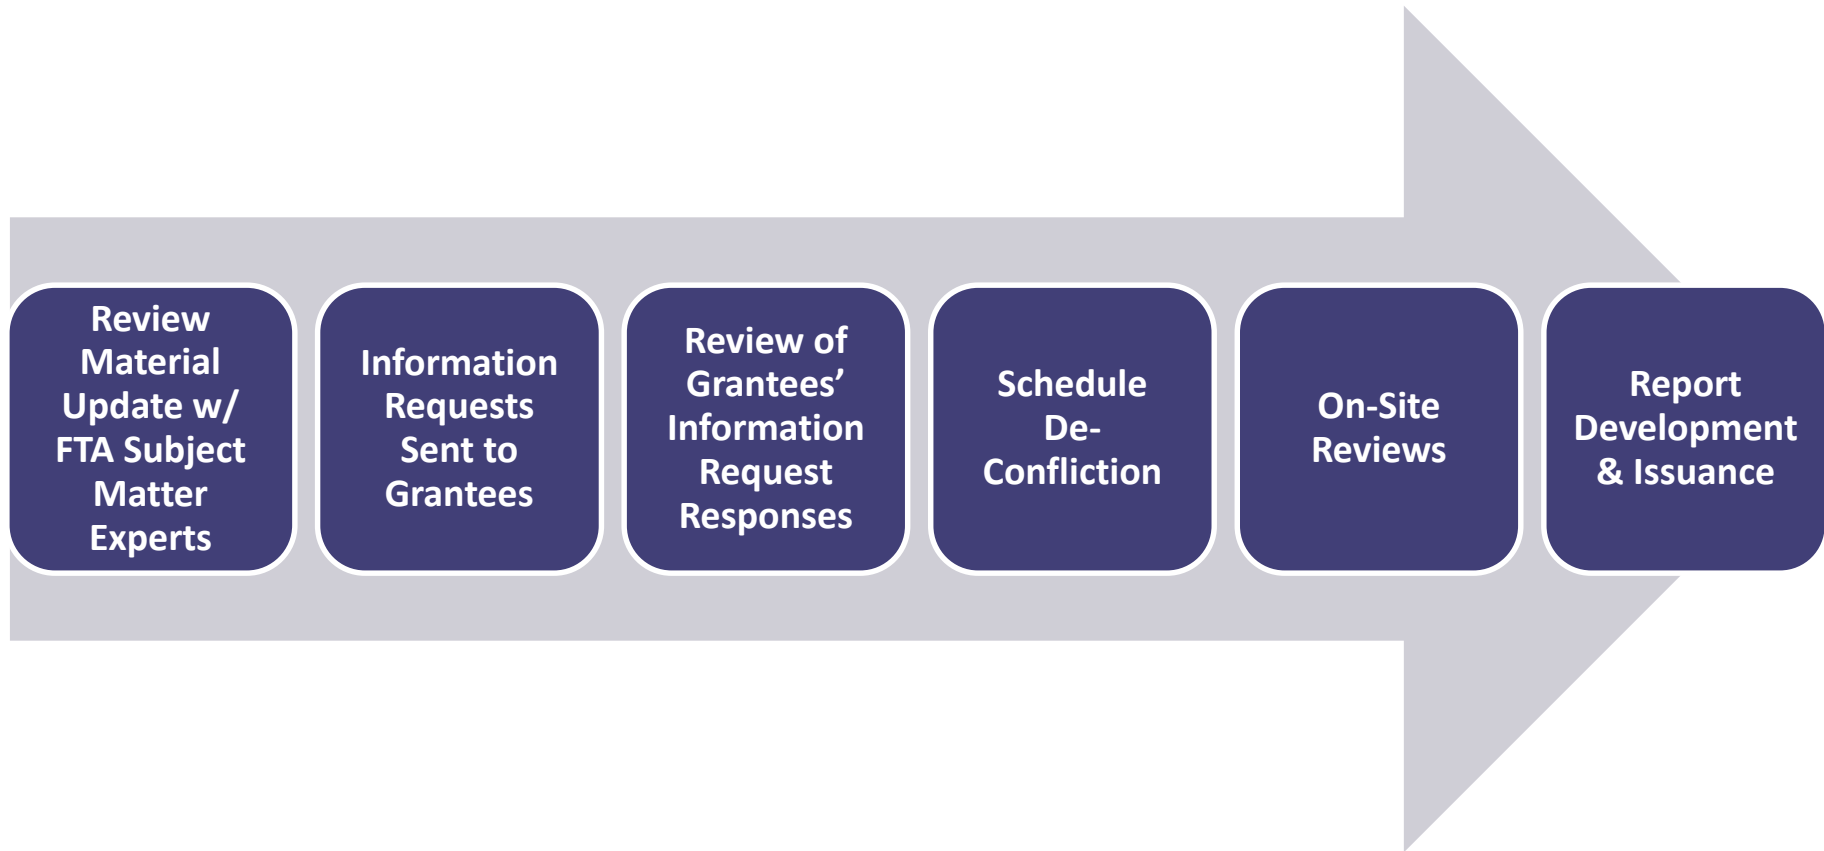 Review
Material
Update w/
FTA Subject
Matter
Experts
Information
Requests
Sent to
Grantees
Review of
Grantees’
Information
Request
Responses
Schedule
De-
Confliction
On-Site
Reviews
Report
Development
& Issuance